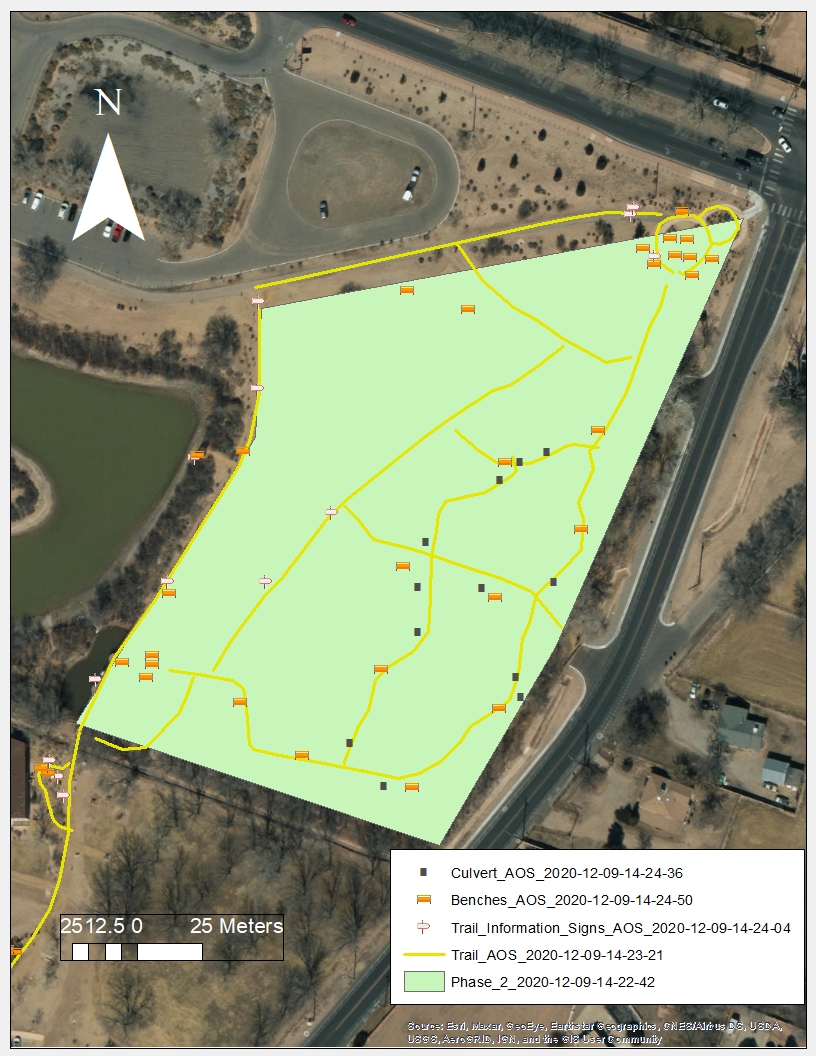 N
Culvert_AOS_2020-12-09-14-24-36
Benches_AOS_2020-12-09-14-24-50
Trail_Information_Signs_AOS_2020-12-09-14-24-04
Trail_AOS_2020-12-09-14-23-21
Phase_2_2020-12-09-14-22-42
2512.5 0 25 Meters
Source: Esri, Maxar, GeoEye, Earthstar Geographics, CNES/Airbus DS, USDA,
USGS, AeroGRID, IGN, and the GIS User Community